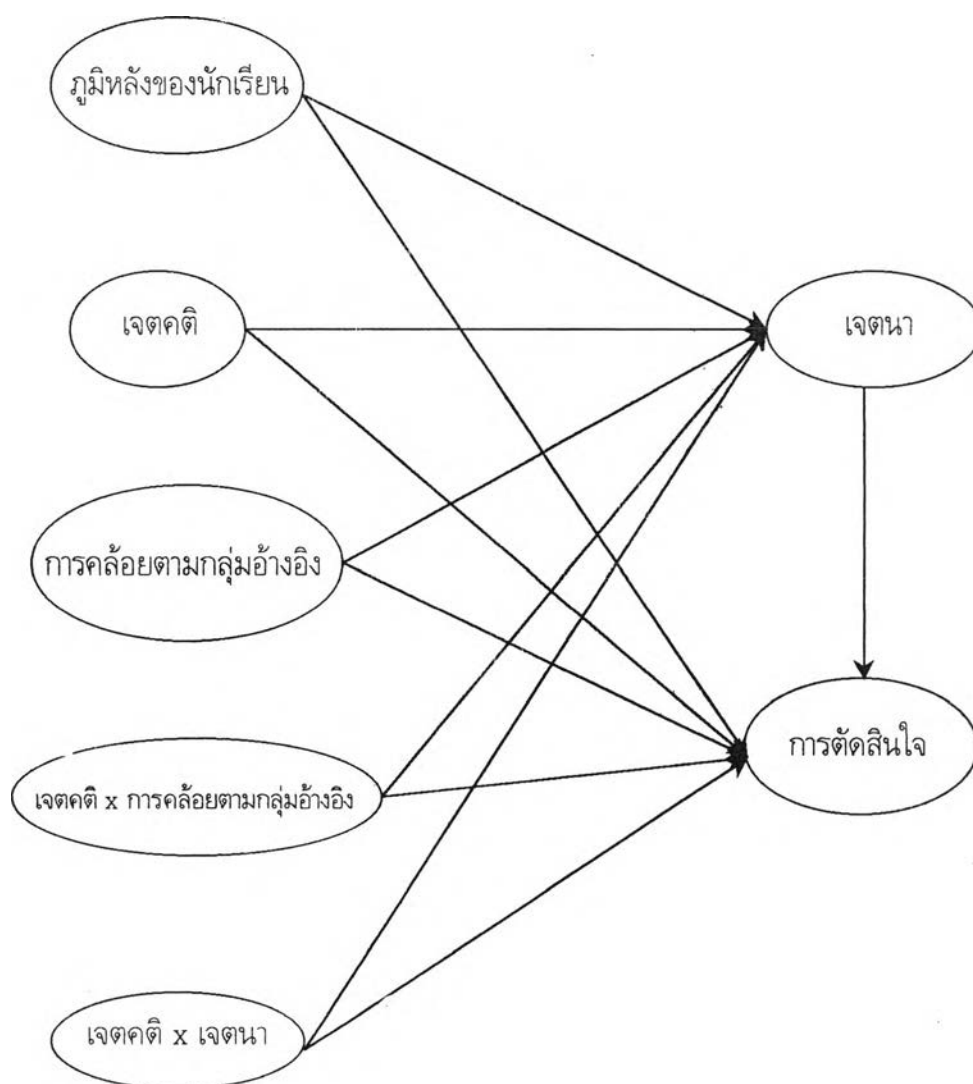 ภูมิหลังของนักเรียน
เจตคติ
เจตนา
การคล้อยตามกลุ่มอ้างอิง
การตัดสินใจ
เจตคติ x การคล้อยตามกลุ่มอ้างอิง
เจตคติ x เจตนา